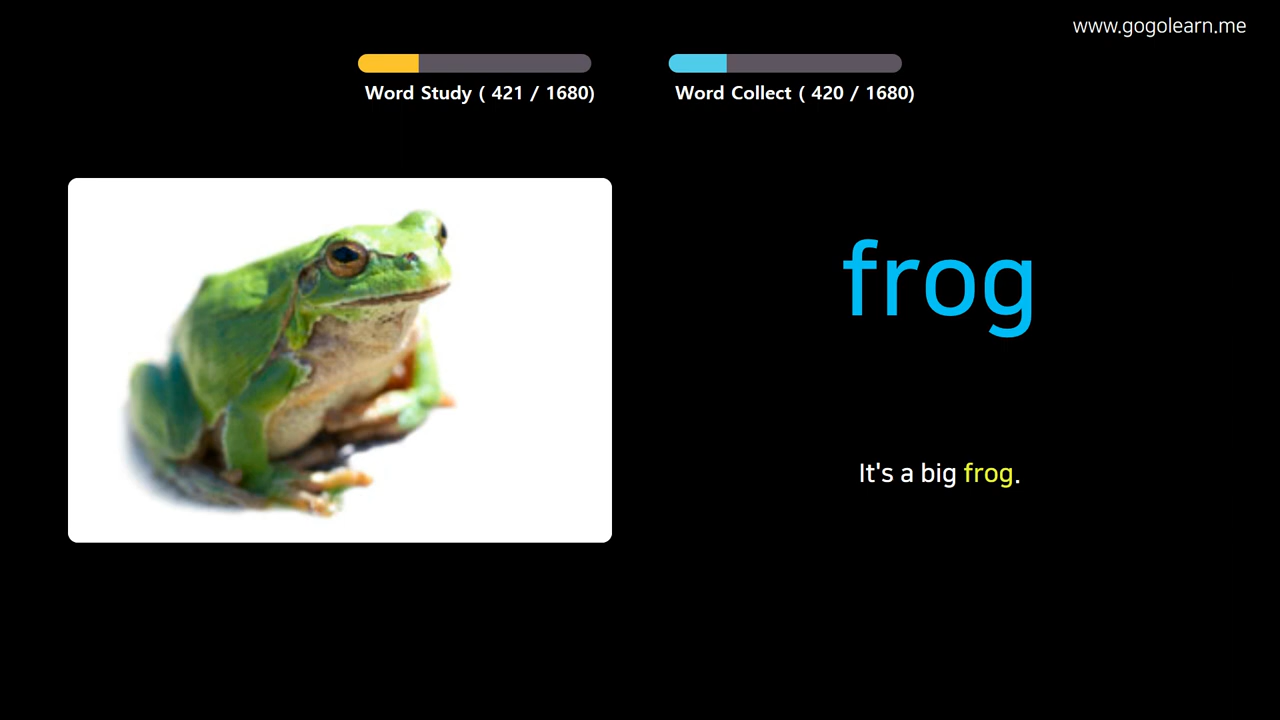 www.gogolearn.me
Word Study ( 421 / 1680)
Word Collect ( 420 / 1680)
frog
It's a big frog.